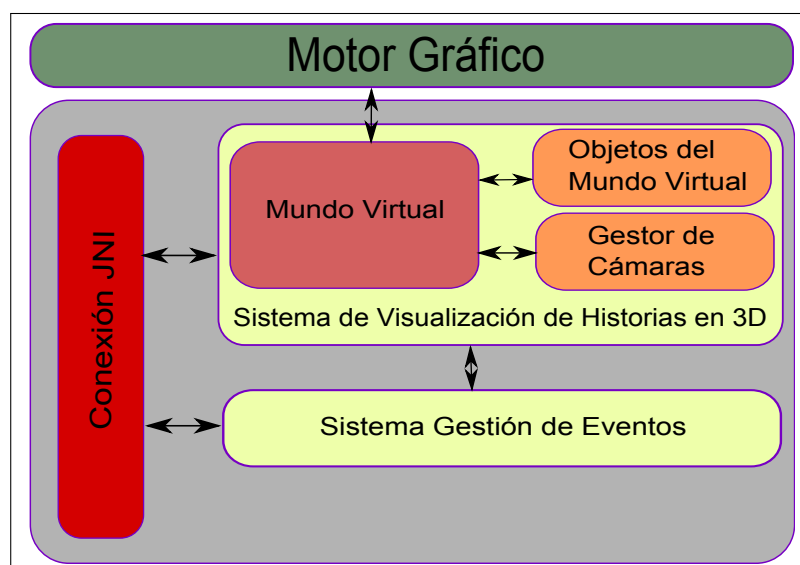 Motor Gráfico
Conexión JNI
Mundo Virtual
Objetos del
Mundo Virtual
Gestor de
Cámaras
Sistema de Visualización de Historias en 3D
Sistema Gestión de Eventos